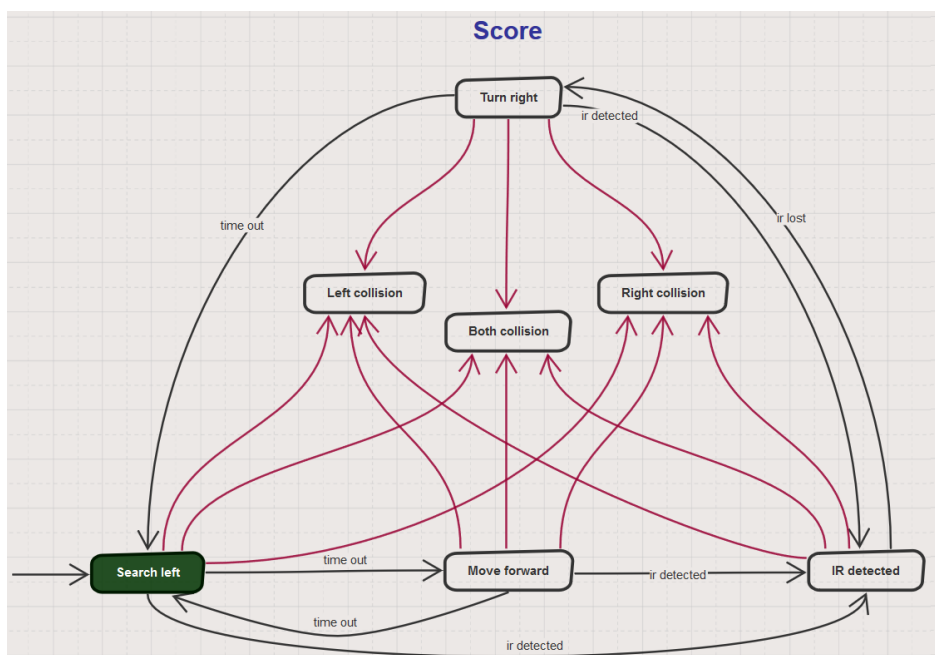 Score
Turn right
ir detected
time out
ir lost
Left collision
Right collision
Both collision
Search left
time out
Move forward
ir detected
IR detected
time out
ir detected